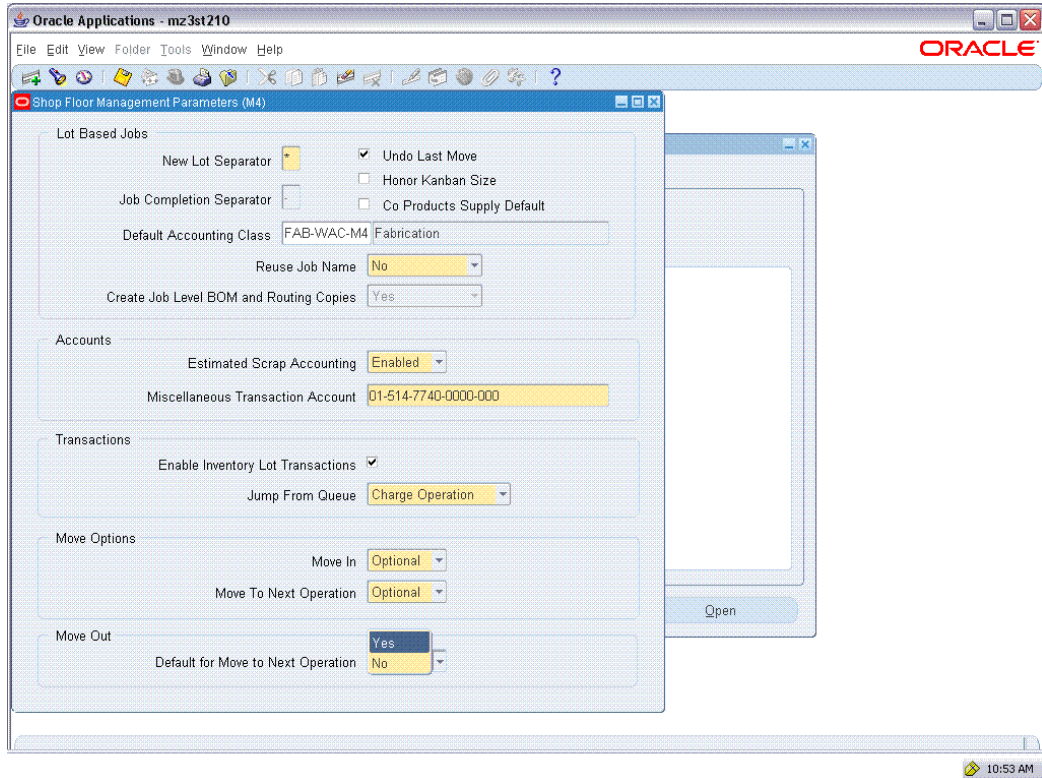 Oracle Applications - mz3st210
File Edit View Folder Tools Window Help
ORACLE
?
Shop Floor Management Parameters (M4)
Lot Based Jobs
New Lot Separator *
Undo Last Move
Honor Kanban Size
Job Completion Separator -
Co Products Supply Default
Default Accounting Class FAB-WAC-M4 Fabrication
Reuse Job Name No
Create Job Level BOM and Routing Copies Yes
Accounts
Estimated Scrap Accounting Enabled
Miscellaneous Transaction Account 01-514-7740-0000-000
Transactions
Enable Inventory Lot Transactions
Jump From Queue Charge Operation
Move Options
Move In Optional
Move To Next Operation Optional
Open
Move Out
Yes
Default for Move to Next Operation No
10:53 AM